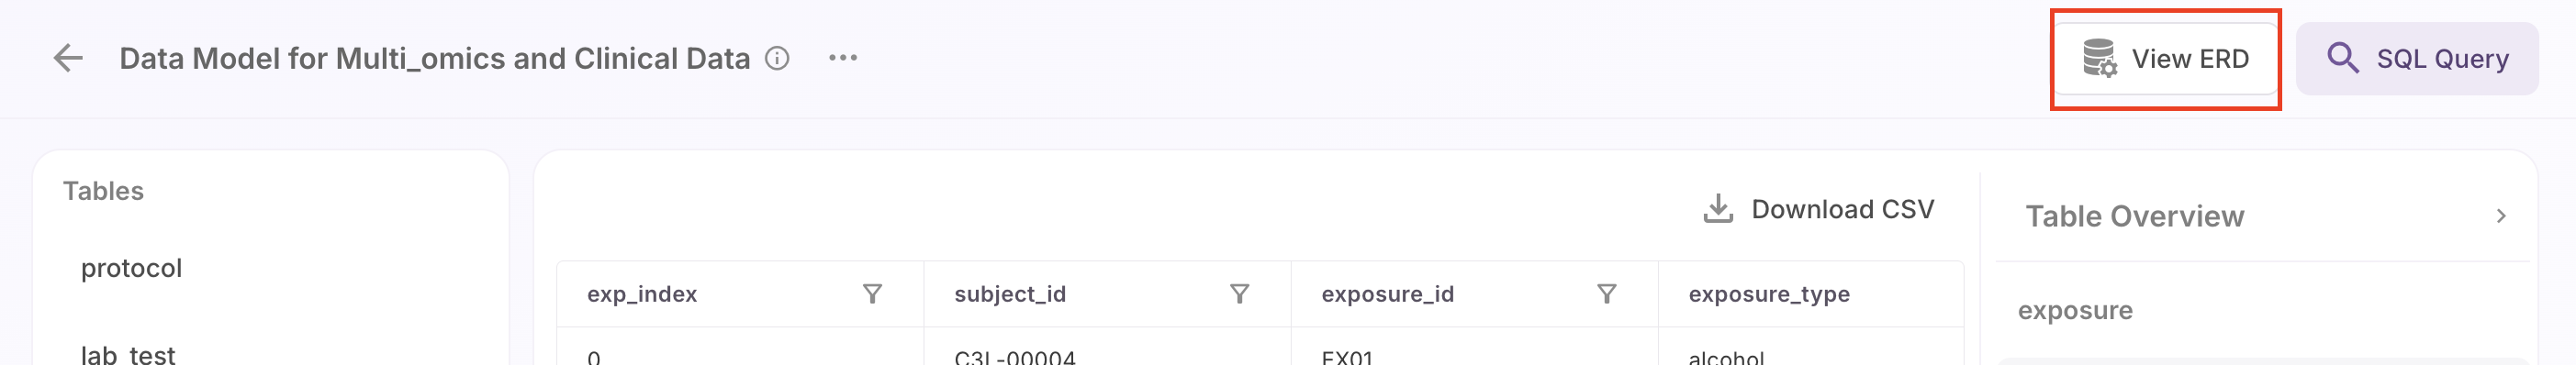 Data Model for Multi_omics and Clinical Data
View ERD
SQL Query
Tables
protocol
lab_test
Download CSV
exp_index subject_id exposure_id exposure_type
0 C3L-00004 EX01 alcohol
Table Overview
exposure